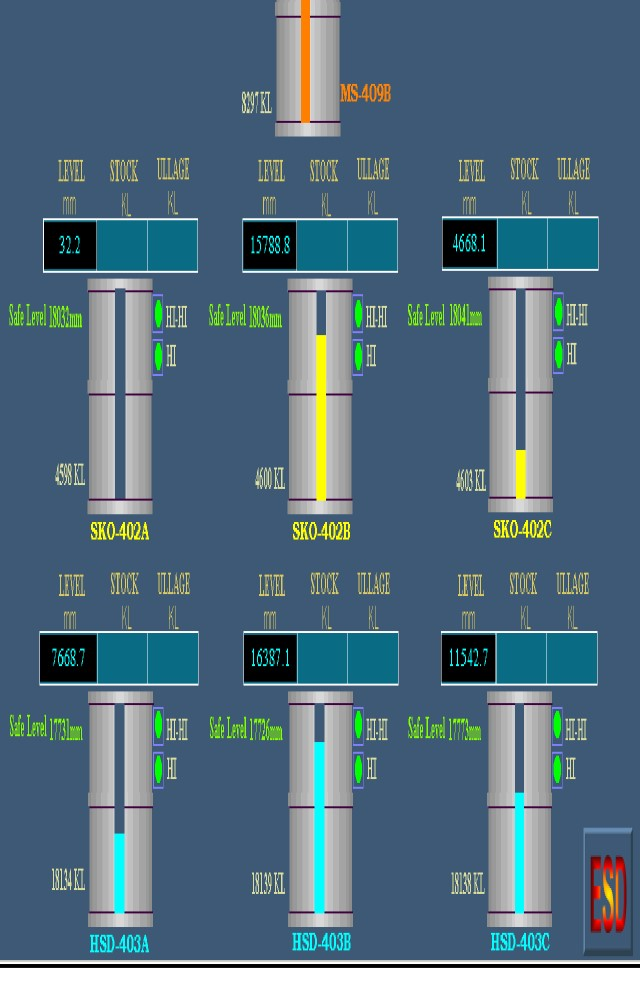 8297 KL MS-409B
LEVEL STOCK ULLAGE LEVEL STOCK ULLAGE LEVEL STOCK ULLAGE
mm KL KL mm KL KL mm KL KL
32.2 15788.8 4668.1
Safe Level 18032mm HI-HI Safe Level 18036mm HI-HI Safe Level 18041mm HI-HI
HI HI HI
4598 KL 4600 KL 4603 KL
SKO-402A SKO-402B SKO-402C
LEVEL STOCK ULLAGE LEVEL STOCK ULLAGE LEVEL STOCK ULLAGE
mm KL KL mm KL KL mm KL KL
7668.7 16387.1 11542.7
Safe Level 17731mm HI-HI Safe Level 17726mm HI-HI Safe Level 17773mm HI-HI
HI HI HI
18134 KL 18139 KL 18138 KL
ESD
HSD-403A HSD-403B HSD-403C